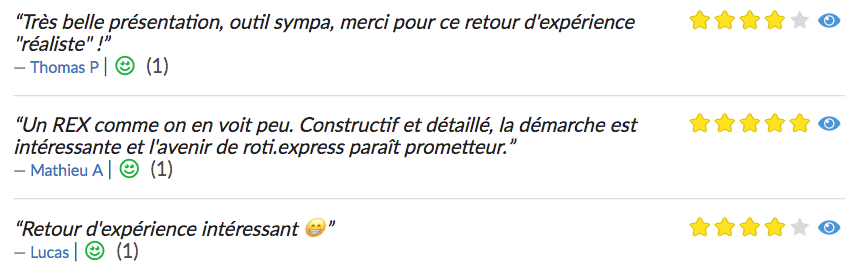 “Très belle présentation, outil sympa, merci pour ce retour d'expérience
"réaliste" !”
— Thomas P | (1)
“Un REX comme on en voit peu. Constructif et détaillé, la démarche est
intéressante et l'avenir de roti.express paraît prometteur.”
— Mathieu A | (1)
“Retour d'expérience intéressant 😁”
— Lucas | (1)